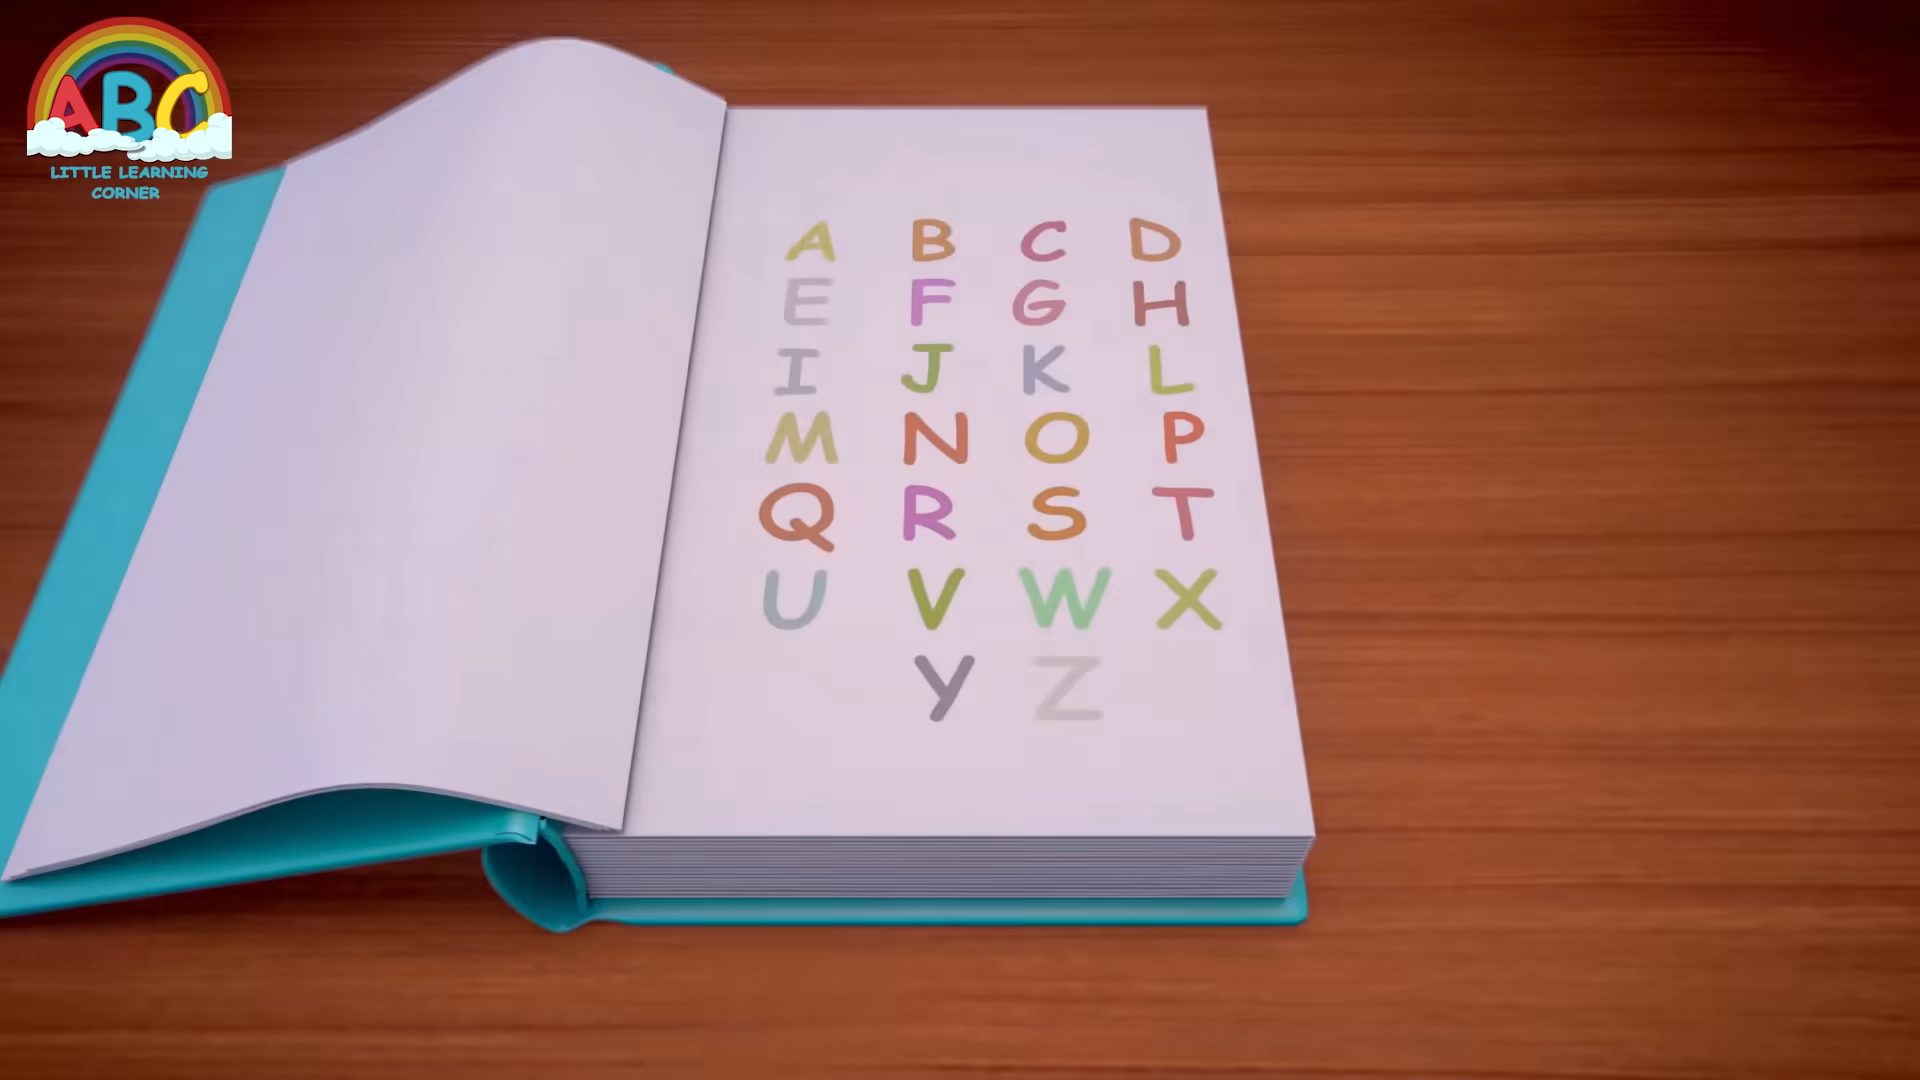 ABC
LITTLE LEARNING
CORNER
A B C D
E F G H
I J K L
M N O P
Q R S T
U V W X
Y Z